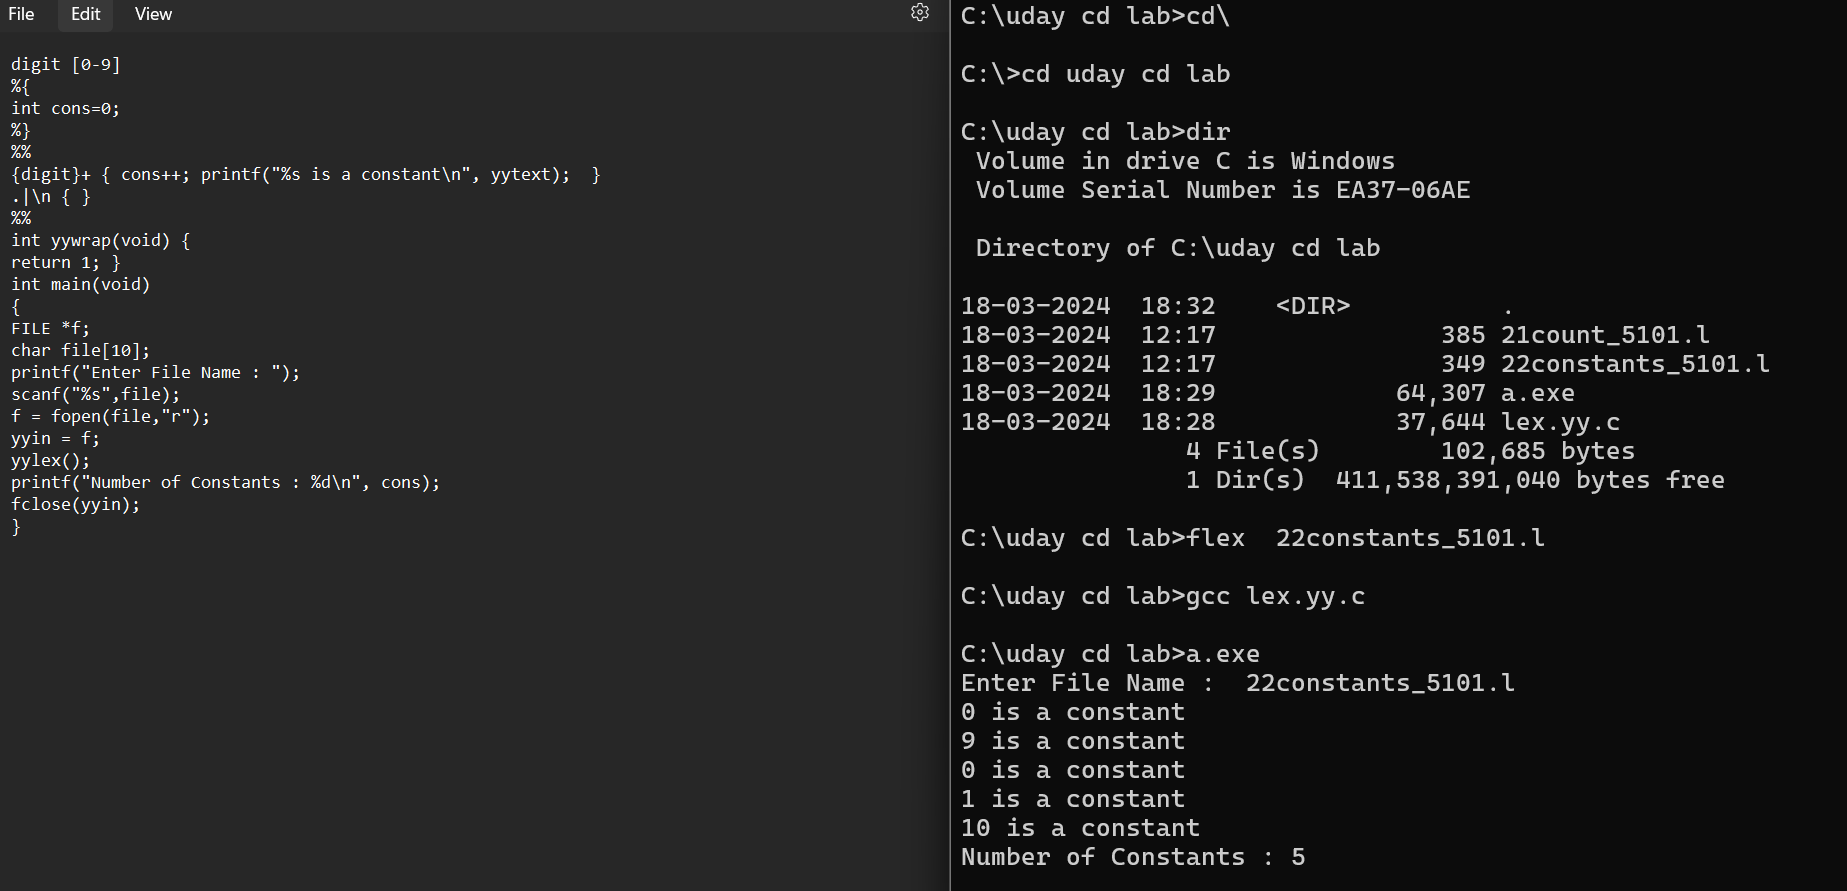 File Edit View
digit [0-9]
%{
int cons=0;
%}
%%
{digit}+ { cons++; printf("%s is a constant\n", yytext);  }
.|\n { }
%%
int yywrap(void) {
return 1; }
int main(void)
{
FILE *f;
char file[10];
printf("Enter File Name : ");
scanf("%s",file);
f = fopen(file,"r");
yyin = f;
yylex();
printf("Number of Constants : %d\n", cons);
fclose(yyin);
}
C:\uday cd lab>cd\
C:\>cd uday cd lab
C:\uday cd lab>dir
Volume in drive C is Windows
Volume Serial Number is EA37-06AE
Directory of C:\uday cd lab
18-03-2024  18:32    <DIR>          .
18-03-2024  12:17               385 21count_5101.l
18-03-2024  12:17               349 22constants_5101.l
18-03-2024  18:29            64,307 a.exe
18-03-2024  18:28            37,644 lex.yy.c
4 File(s)        102,685 bytes
1 Dir(s)  411,538,391,040 bytes free
C:\uday cd lab>flex  22constants_5101.l
C:\uday cd lab>gcc lex.yy.c
C:\uday cd lab>a.exe
Enter File Name :  22constants_5101.l
0 is a constant
9 is a constant
0 is a constant
1 is a constant
10 is a constant
Number of Constants : 5